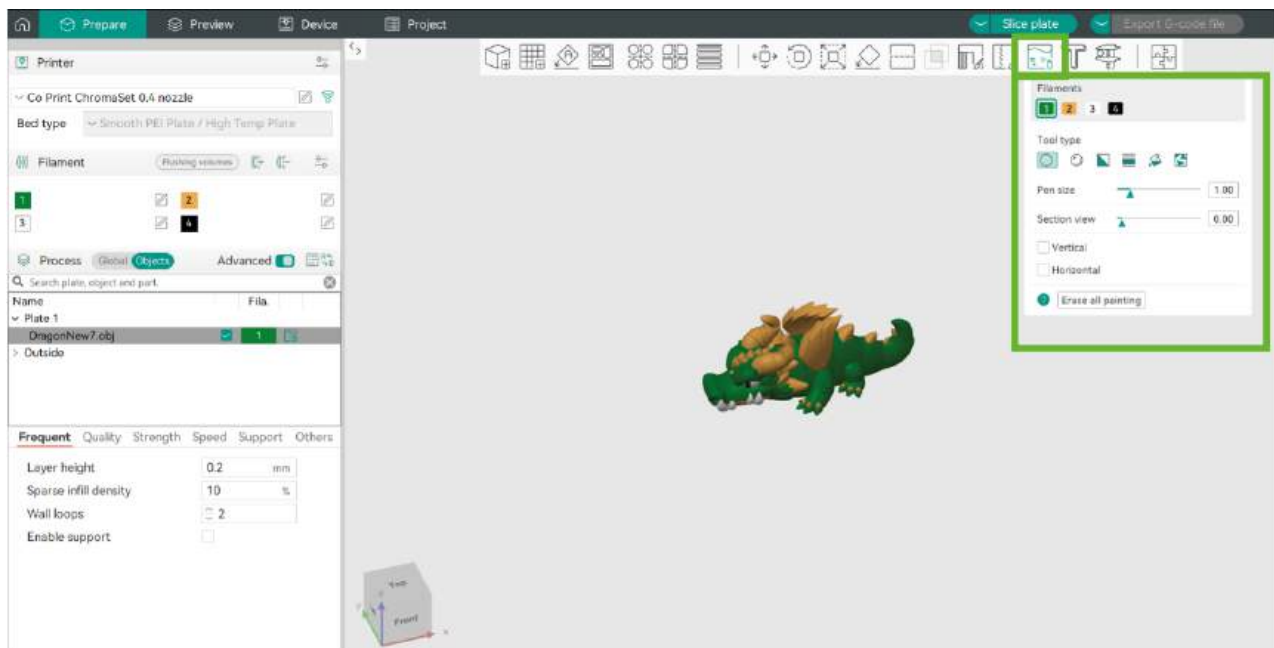 Prepare Preview Device Project Slice plate Export G-code file
Printer
Co Print ChromaSet 0.4 nozzle
Bed type Smooth PEI Plate / High Temp Plate
Filament Flushing volumes
1 2
3 4
Process Global Objects Advanced
Search plate, object and part.
Name Fila.
Plate 1
DragonNew7.obj 1
Outside
Frequent Quality Strength Speed Support Others
Layer height 0.2 mm
Sparse infill density 10 %
Wall loops 2
Enable support
Filaments
1 2 3 4
Tool type
Pen size 1.00
Section view 0.00
Vertical
Horizontal
Erase all painting
Top
Front